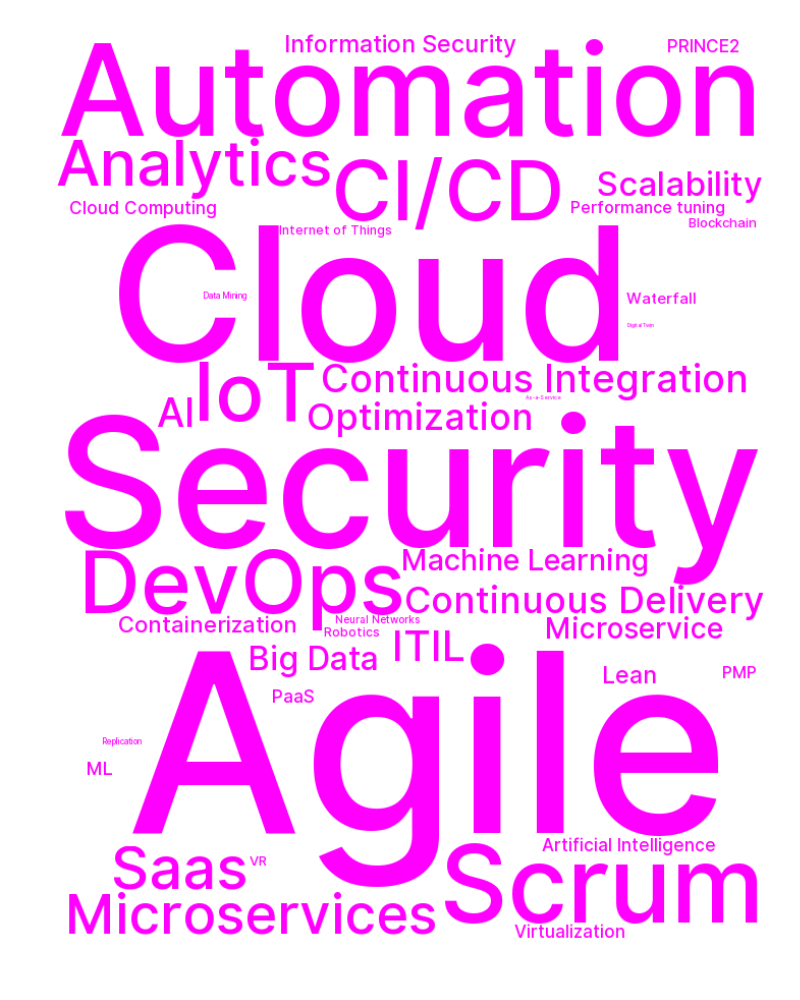 Information Security
PRINCE2
Automation
Analytics
CI/CD
Scalability
Cloud Computing
Performance tuning
Blockchain
Internet of Things
Cloud
Data Mining
Waterfall
Digital Twin
IoT
Continuous Integration
As-a-Service
AI
Optimization
Security
DevOps
Machine Learning
Continuous Delivery
Containerization
Neural Networks
Robotics
Microservice
ITIL
Big Data
Lean
PMP
PaaS
Agile
Replication
ML
Artificial Intelligence
Saas
VR
Scrum
Microservices
Virtualization